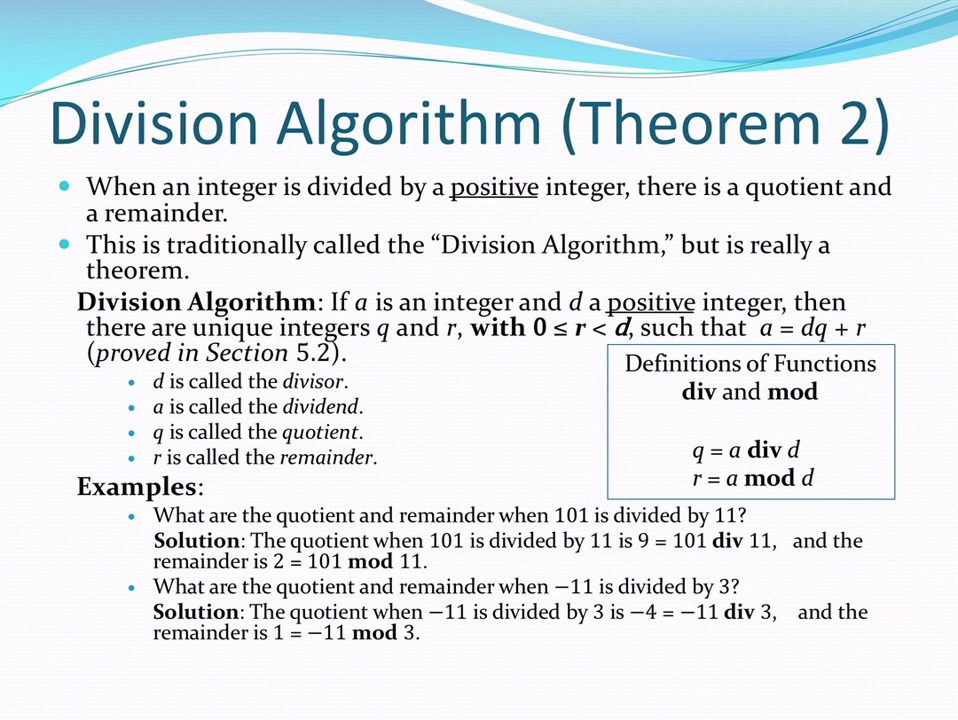 Division Algorithm (Theorem 2)
• When an integer is divided by a positive integer, there is a quotient and
a remainder.
• This is traditionally called the “Division Algorithm,” but is really a
theorem.
Division Algorithm: If a is an integer and d a positive integer, then
there are unique integers q and r, with 0 ≤ r < d, such that a = dq + r
(proved in Section 5.2).
• d is called the divisor.
• a is called the dividend.
• q is called the quotient.
• r is called the remainder.
Definitions of Functions
div and mod
q = a div d
r = a mod d
Examples:
• What are the quotient and remainder when 101 is divided by 11?
Solution: The quotient when 101 is divided by 11 is 9 = 101 div 11, and the
remainder is 2 = 101 mod 11.
• What are the quotient and remainder when −11 is divided by 3?
Solution: The quotient when −11 is divided by 3 is −4 = −11 div 3, and the
remainder is 1 = −11 mod 3.